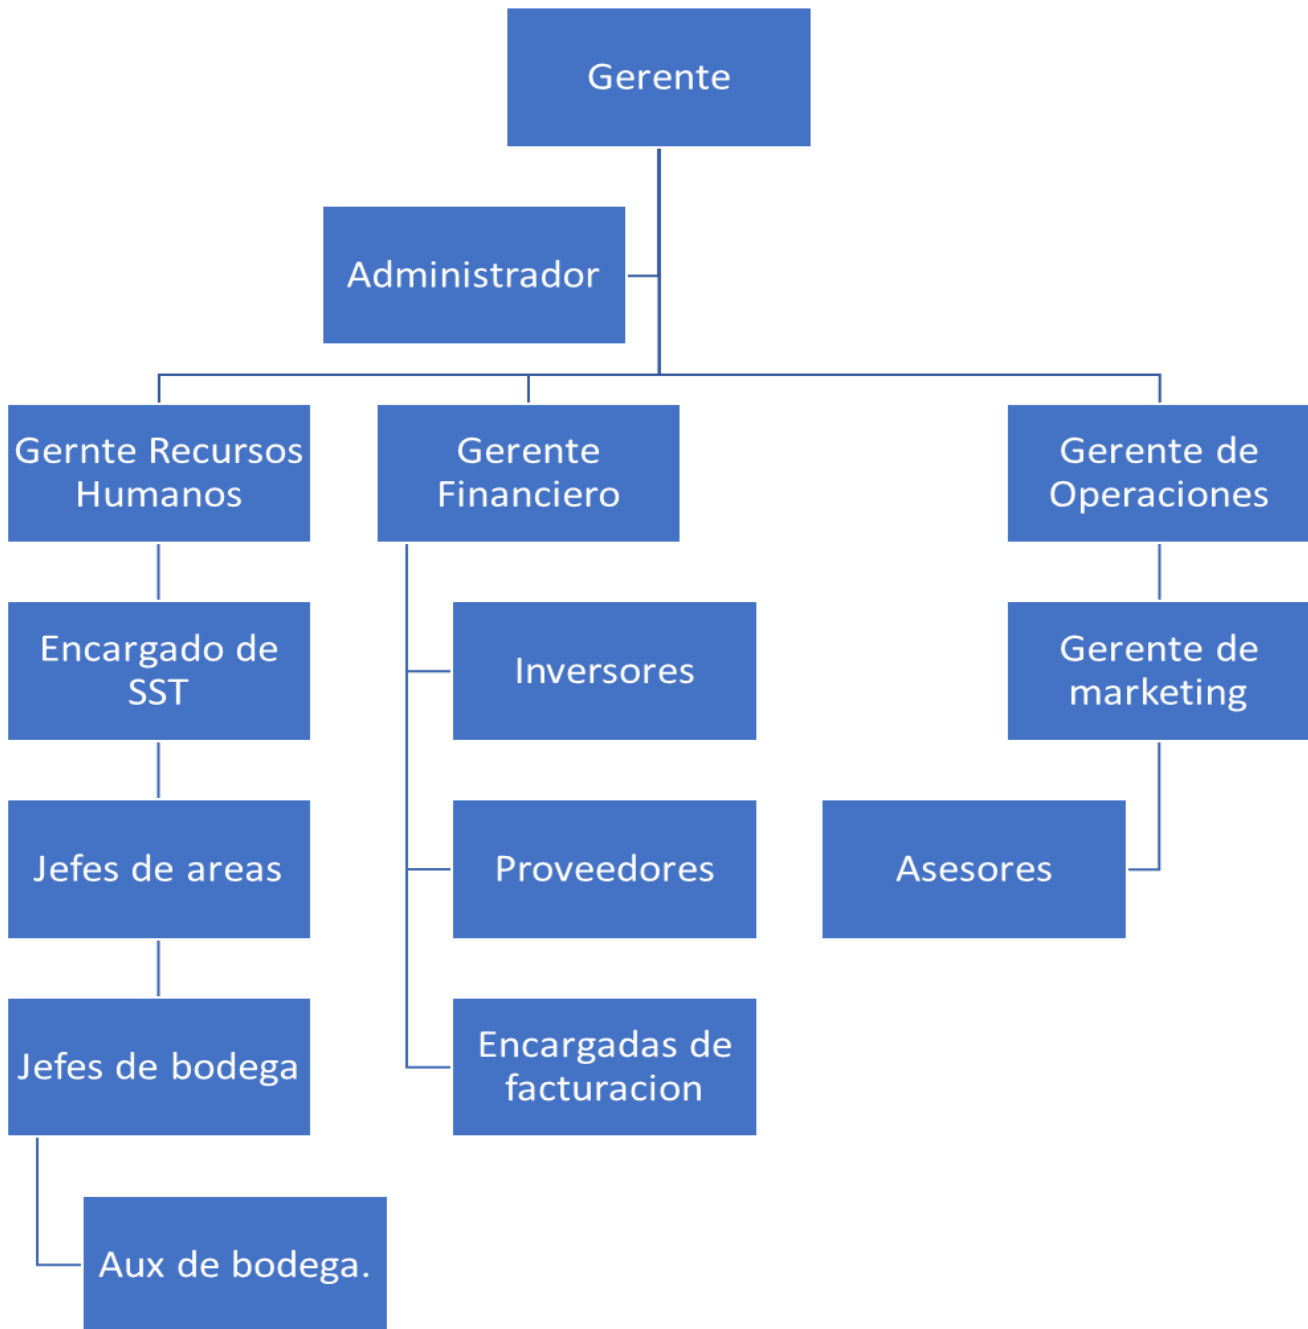 Gerente
Administrador
Gernte Recursos
Humanos
Gerente
Financiero
Gerente de
Operaciones
Encargado de
SST
Inversores
Gerente de
marketing
Jefes de areas
Proveedores
Asesores
Jefes de bodega
Encargadas de
facturacion
Aux de bodega.